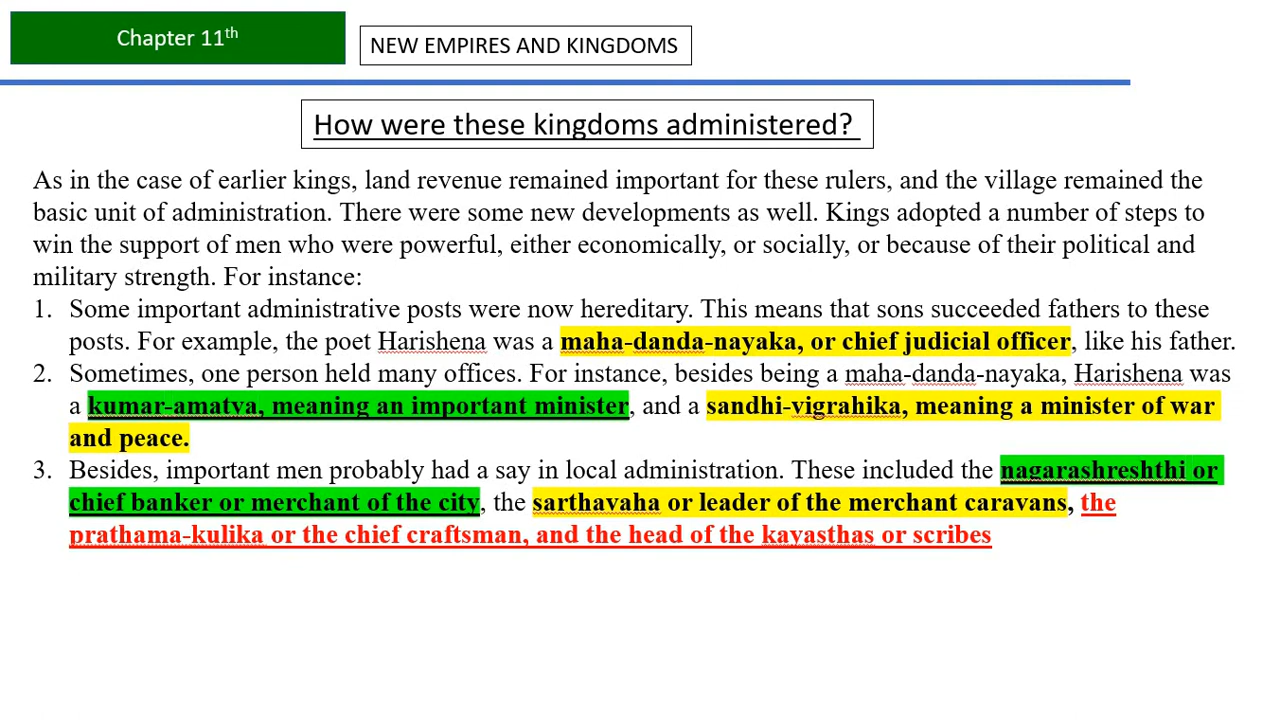 Chapter 11th
NEW EMPIRES AND KINGDOMS
How were these kingdoms administered?
As in the case of earlier kings, land revenue remained important for these rulers, and the village remained the
basic unit of administration. There were some new developments as well. Kings adopted a number of steps to
win the support of men who were powerful, either economically, or socially, or because of their political and
military strength. For instance:
1. Some important administrative posts were now hereditary. This means that sons succeeded fathers to these
posts. For example, the poet Harishena was a maha-danda-nayaka, or chief judicial officer, like his father.
2. Sometimes, one person held many offices. For instance, besides being a maha-danda-nayaka, Harishena was
a kumar-amatya, meaning an important minister, and a sandhi-vigrahika, meaning a minister of war
and peace.
3. Besides, important men probably had a say in local administration. These included the nagarashreshthi or
chief banker or merchant of the city, the sarthavaha or leader of the merchant caravans, the
prathama-kulika or the chief craftsman, and the head of the kayasthas or scribes